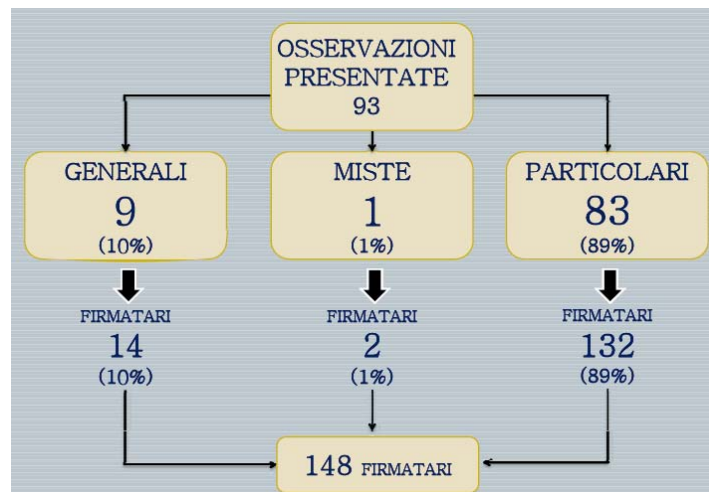 OSSERVAZIONI
PRESENTATE
93
GENERALI
9
(10%)
MISTE
1
(1%)
PARTICOLARI
83
(89%)
FIRMATARI
14
(10%)
FIRMATARI
2
(1%)
FIRMATARI
132
(89%)
148 FIRMATARI